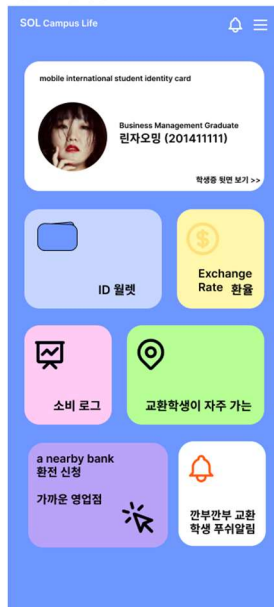 SOL Campus Life
mobile international student identity card
Business Management Graduate
린자오밍 (201411111)
학생증 뒷면 보기 >>
ID 월렛
Exchange
Rate 환율
소비 로그
교환학생이 자주 가는
a nearby bank
환전 신청
가까운 영업점
깐부깐부 교환
학생 푸쉬알림